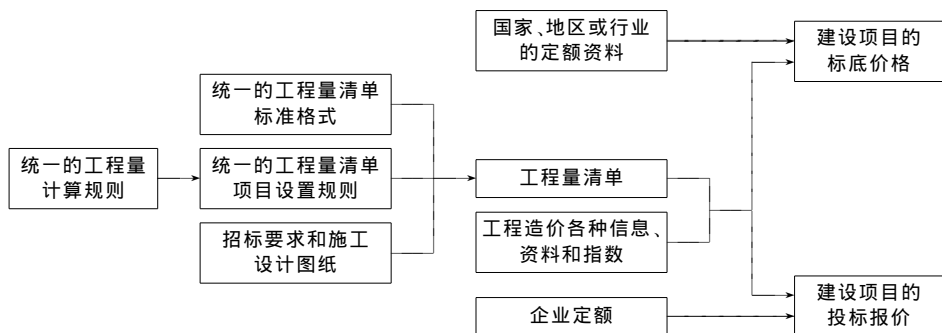 国家、地区或行业
的定额资料
建设项目的
标底价格
统一的工程量清单
标准格式
统一的工程量
计算规则
统一的工程量清单
项目设置规则
工程量清单
招标要求和施工
设计图纸
工程造价各种信息、
资料和指数
企业定额
建设项目的
投标报价